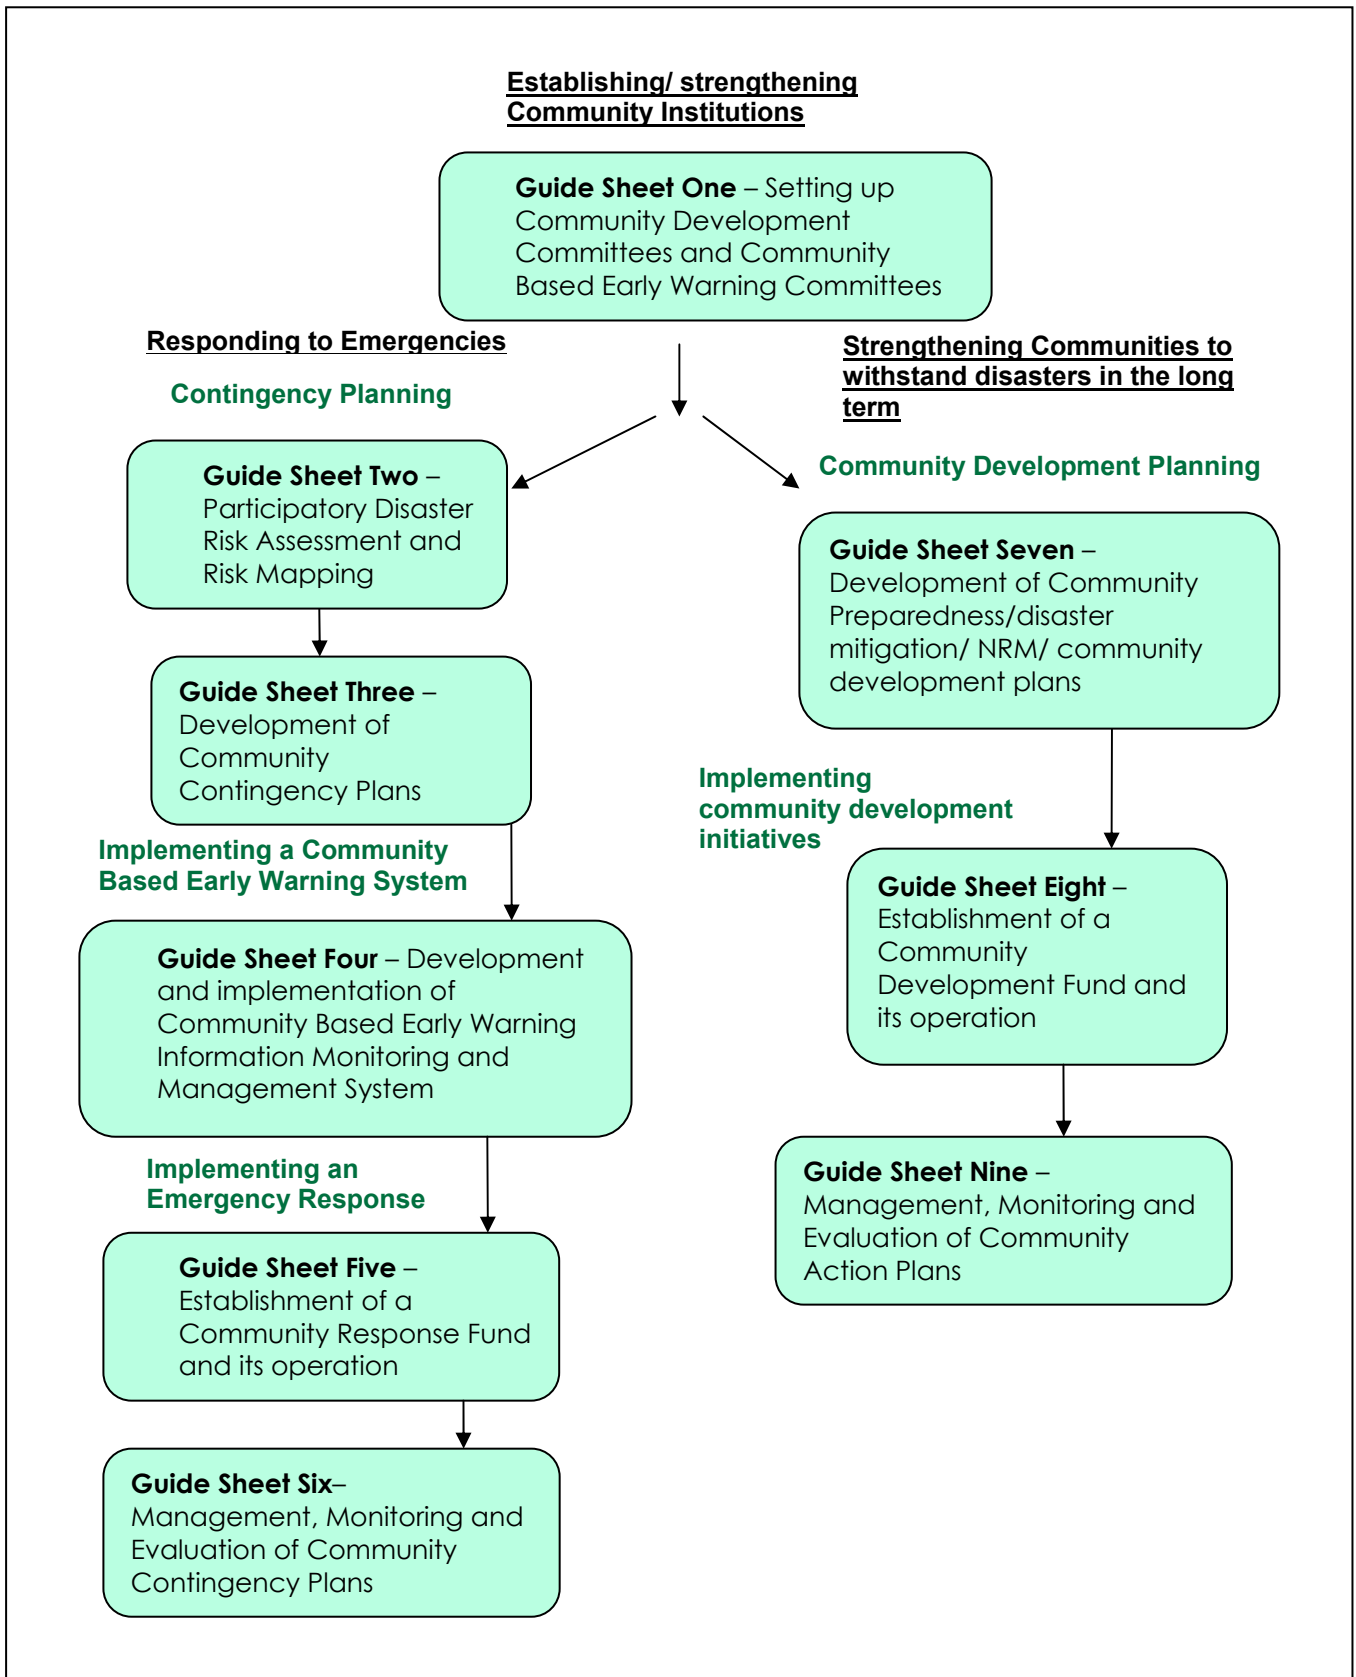 Establishing/ strengthening
Community Institutions
Guide Sheet One – Setting up
Community Development
Committees and Community
Based Early Warning Committees
Responding to Emergencies
Contingency Planning
Guide Sheet Two –
Participatory Disaster
Risk Assessment and
Risk Mapping
Guide Sheet Three –
Development of
Community
Contingency Plans
Implementing a Community
Based Early Warning System
Guide Sheet Four – Development
and implementation of
Community Based Early Warning
Information Monitoring and
Management System
Implementing an
Emergency Response
Guide Sheet Five –
Establishment of a
Community Response Fund
and its operation
Guide Sheet Six–
Management, Monitoring and
Evaluation of Community
Contingency Plans
Strengthening Communities to
withstand disasters in the long
term
Community Development Planning
Guide Sheet Seven –
Development of Community
Preparedness/disaster
mitigation/ NRM/ community
development plans
Implementing
community development
initiatives
Guide Sheet Eight –
Establishment of a
Community
Development Fund and
its operation
Guide Sheet Nine –
Management, Monitoring and
Evaluation of Community
Action Plans